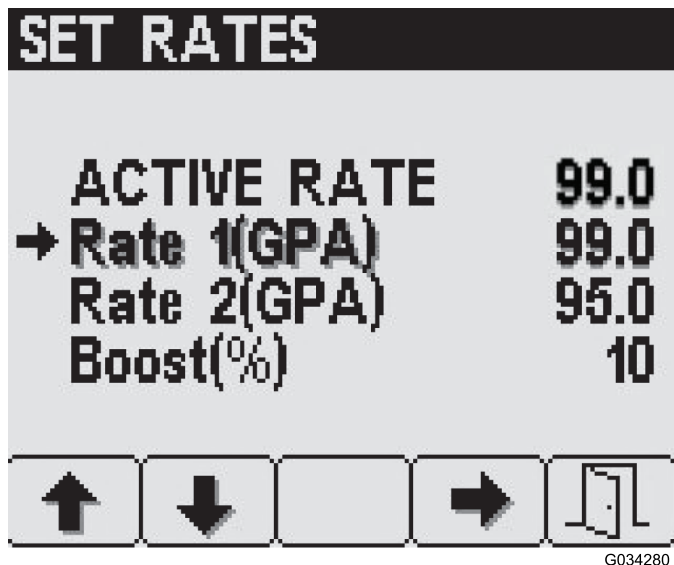 SET RATES
ACTIVE RATE 99.0
Rate 1(GPA) 99.0
Rate 2(GPA) 95.0
Boost(%) 10
G034280